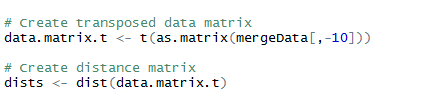 # Create transposed data matrix
data.matrix.t <- t(as.matrix(mergeData[,-10]))
# Create distance matrix
dists <- dist(data.matrix.t)